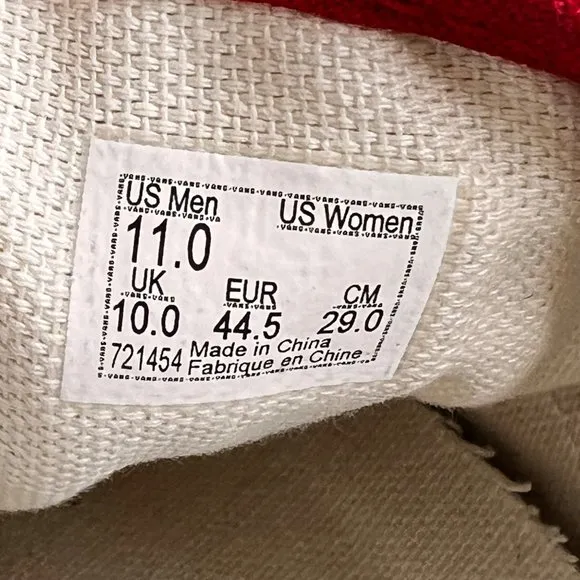 US Men US Women
11.0
UK EUR CM
10.0 44.5 29.0
721454 Made in China
Fabrique en Chine